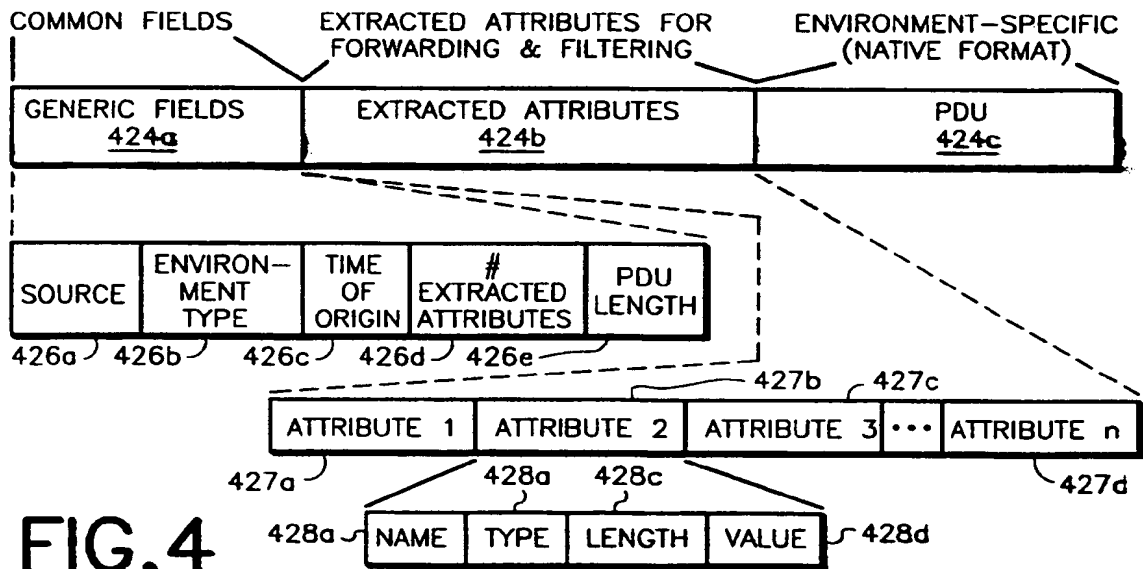 COMMON FIELDS
EXTRACTED ATTRIBUTES FOR
FORWARDING & FILTERING
ENVIRONMENT-SPECIFIC
(NATIVE FORMAT)
GENERIC FIELDS
424a
EXTRACTED ATTRIBUTES
424b
PDU
424c
SOURCE
ENVIRON-
MENT
TYPE
TIME
OF
ORIGIN
#
EXTRACTED
ATTRIBUTES
PDU
LENGTH
426a
426b
426c
426d
426e
427b
427c
ATTRIBUTE 1
ATTRIBUTE 2
ATTRIBUTE 3
•••
ATTRIBUTE n
427a
428a
428c
427d
428a
NAME
TYPE
LENGTH
VALUE
428d
FIG.4